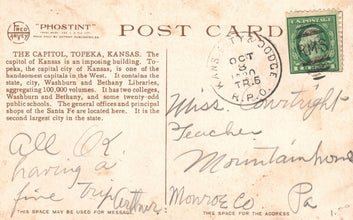 "PHOSTINT"
POST CARD
THE CAPITOL, TOPEKA, KANSAS. The
capitol of Kansas is an imposing building. To-
peka, the capital-city of Kansas, is one of the
handsomest capitals in the West. It contains the
state, city, Washburn and Bethany Libraries,
aggregating 100,000 volumes. It has two colleges,
Washburn and Bethany, and some twenty-odd
public schools. The general offices and principal
shops of the Santa Fe are located here. It is the
second largest city in the state.
All OK
having a
fine trip
THIS SPACE MAY BE USED FOR MESSAGE
KANS DODGE
OCT
R.P.O.
Miss
Teacher
Mountainhome
Monroe Co. Pa
THIS SPACE FOR THE ADDRESS